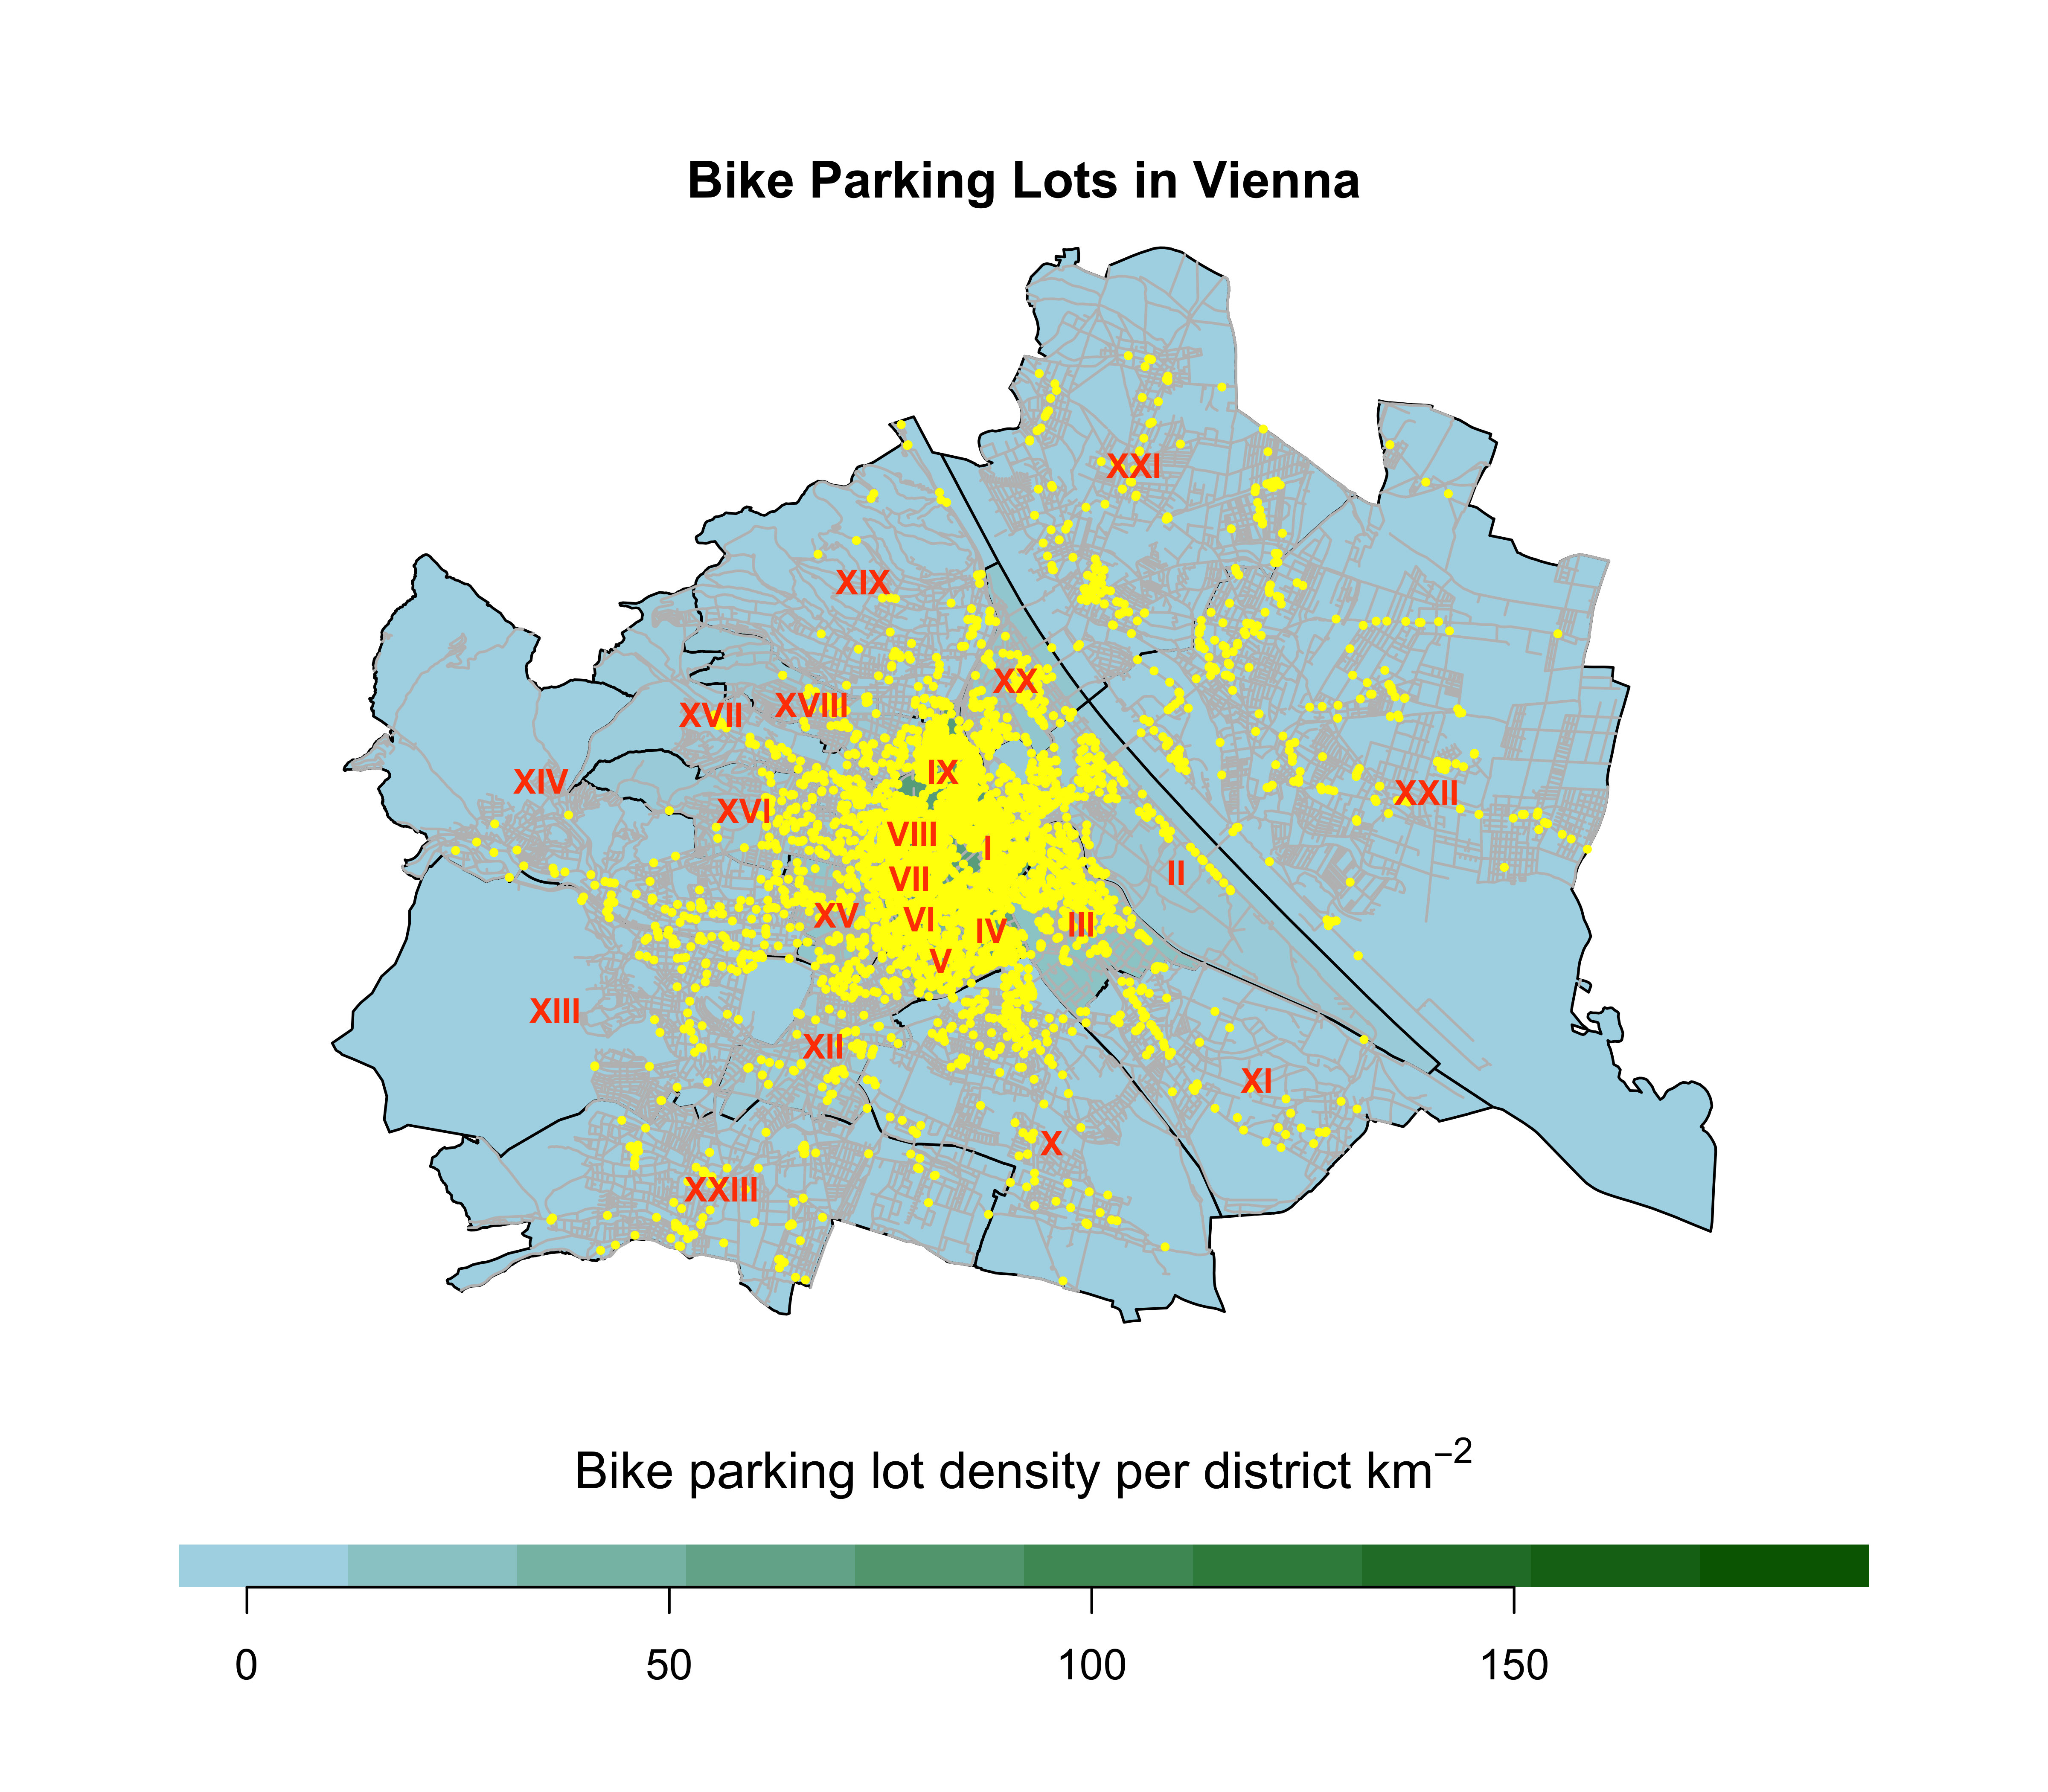 Bike Parking Lots in Vienna
XXI
XIX
XX
XVIII
XVII
IX
XIV
XXII
XVI
VIII
I
II
VII
XV
VI
III
IV
V
XIII
XII
XI
X
XXIII
Bike parking lot density per district km⁻²
0 50 100 150